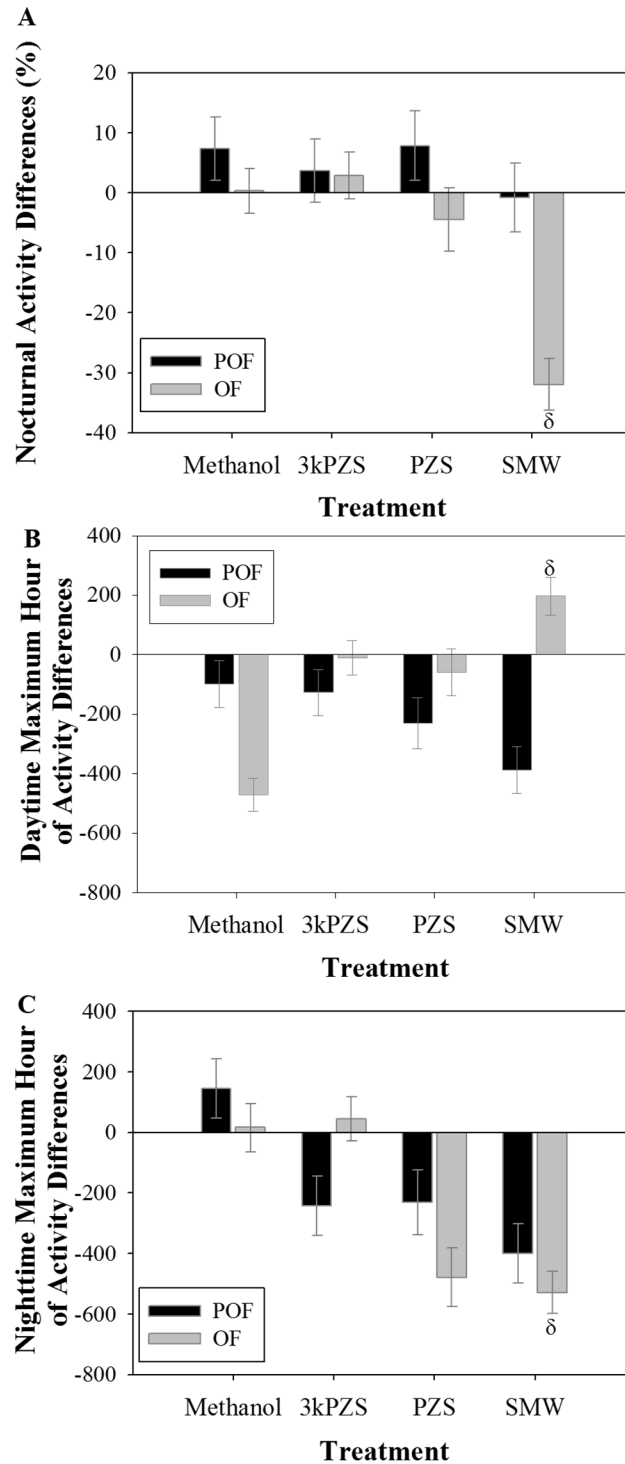 A
Nocturnal Activity Differences (%)
20
10
0
-10
-20
-30
-40
POF
OF
δ
Methanol 3kPZS PZS SMW
Treatment
B
Daytime Maximum Hour
of Activity Differences
400
200
0
-200
-400
-600
-800
POF
OF
δ
Methanol 3kPZS PZS SMW
Treatment
C
Nighttime Maximum Hour
of Activity Differences
400
200
0
-200
-400
-600
-800
POF
OF
δ
Methanol 3kPZS PZS SMW
Treatment